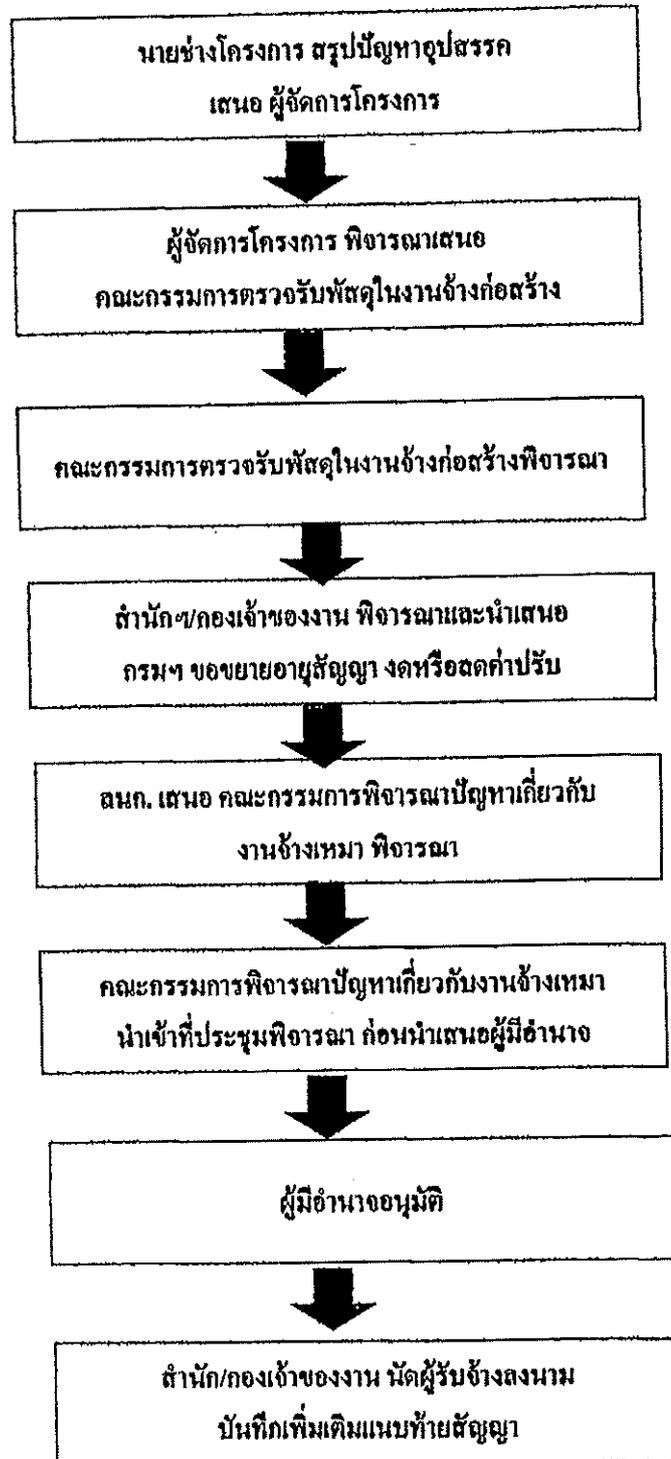 นายช่างโครงการ สรุปปัญหาอุปสรรค
เสนอ ผู้จัดการโครงการ
ผู้จัดการโครงการ พิจารณาเสนอ
คณะกรรมการตรวจรับพัสดุในงานจ้างก่อสร้าง
คณะกรรมการตรวจรับพัสดุในงานจ้างก่อสร้างพิจารณา
สำนักฯ/กองเจ้าของงาน พิจารณาและนำเสนอ
กรมฯ ขอขยายอายุสัญญา งดหรือลดค่าปรับ
สนก. เสนอ คณะกรรมการพิจารณาปัญหาเกี่ยวกับ
งานจ้างเหมา พิจารณา
คณะกรรมการพิจารณาปัญหาเกี่ยวกับงานจ้างเหมา
นำเข้าที่ประชุมพิจารณา ก่อนนำเสนอผู้มีอำนาจ
ผู้มีอำนาจอนุมัติ
สำนัก/กองเจ้าของงาน นัดผู้รับจ้างลงนาม
บันทึกเพิ่มเติมแนบท้ายสัญญา